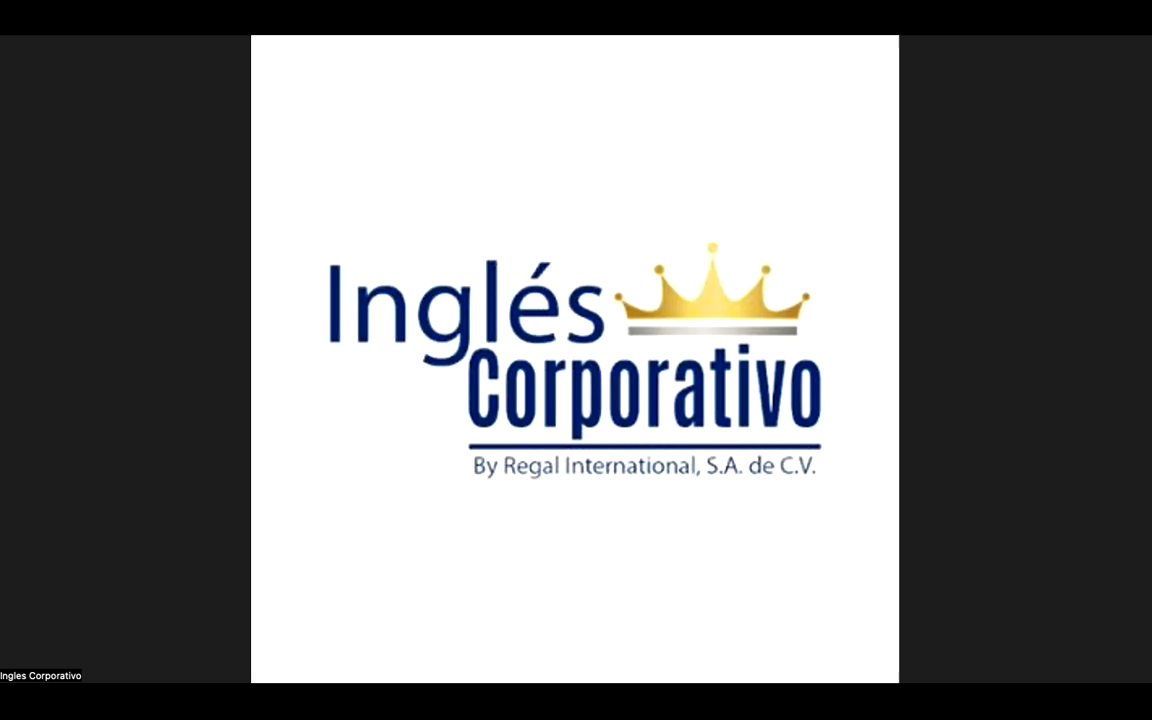 Inglés
Corporativo
By Regal International, S.A. de C.V.
Ingles Corporativo